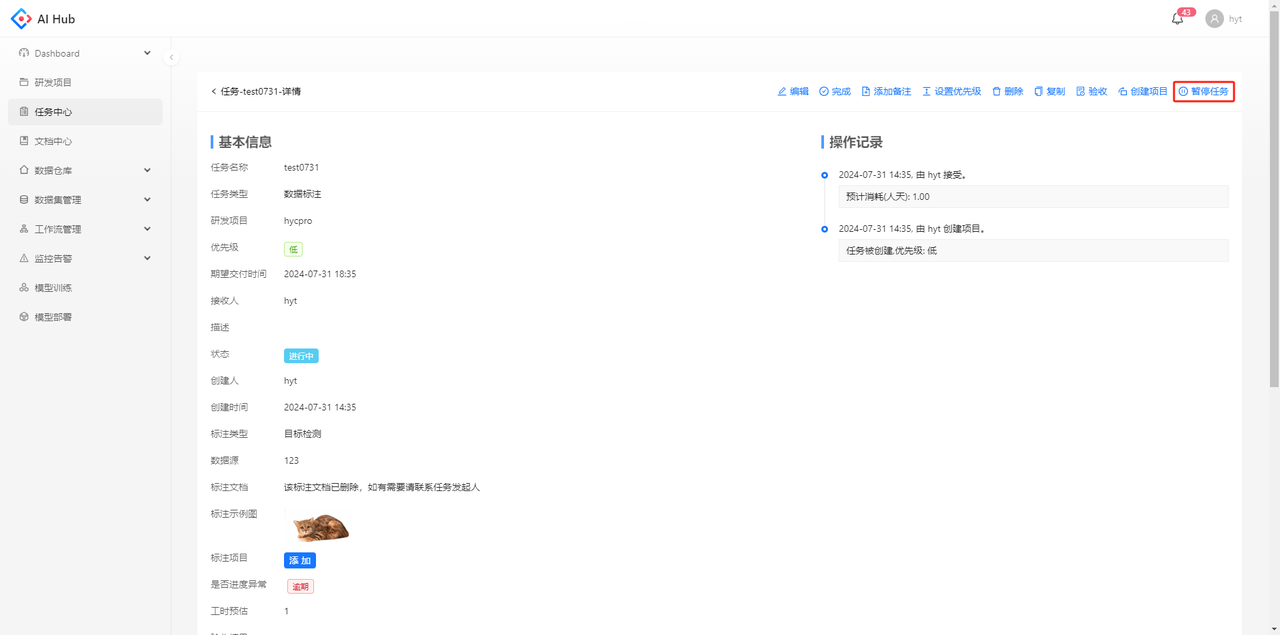 AI Hub
43
hyt
Dashboard
研发项目
任务中心
文档中心
数据仓库
数据集管理
工作流管理
监控告警
模型训练
模型部署
任务-test0731-详情
编辑 完成 添加备注 设置优先级 删除 复制 验收 创建项目 暂停任务
基本信息
任务名称 test0731
任务类型 数据标注
研发项目 hycpro
优先级 低
期望交付时间 2024-07-31 18:35
接收人 hyt
描述
状态 进行中
创建人 hyt
创建时间 2024-07-31 14:35
标注类型 目标检测
数据源 123
标注文档 该标注文档已删除，如有需要请联系任务发起人
标注示例图
标注项目 添加
是否进度异常 逾期
工时预估 1
操作记录
2024-07-31 14:35, 由 hyt 接受。
预计消耗(人天): 1.00
2024-07-31 14:35, 由 hyt 创建项目。
任务被创建,优先级: 低